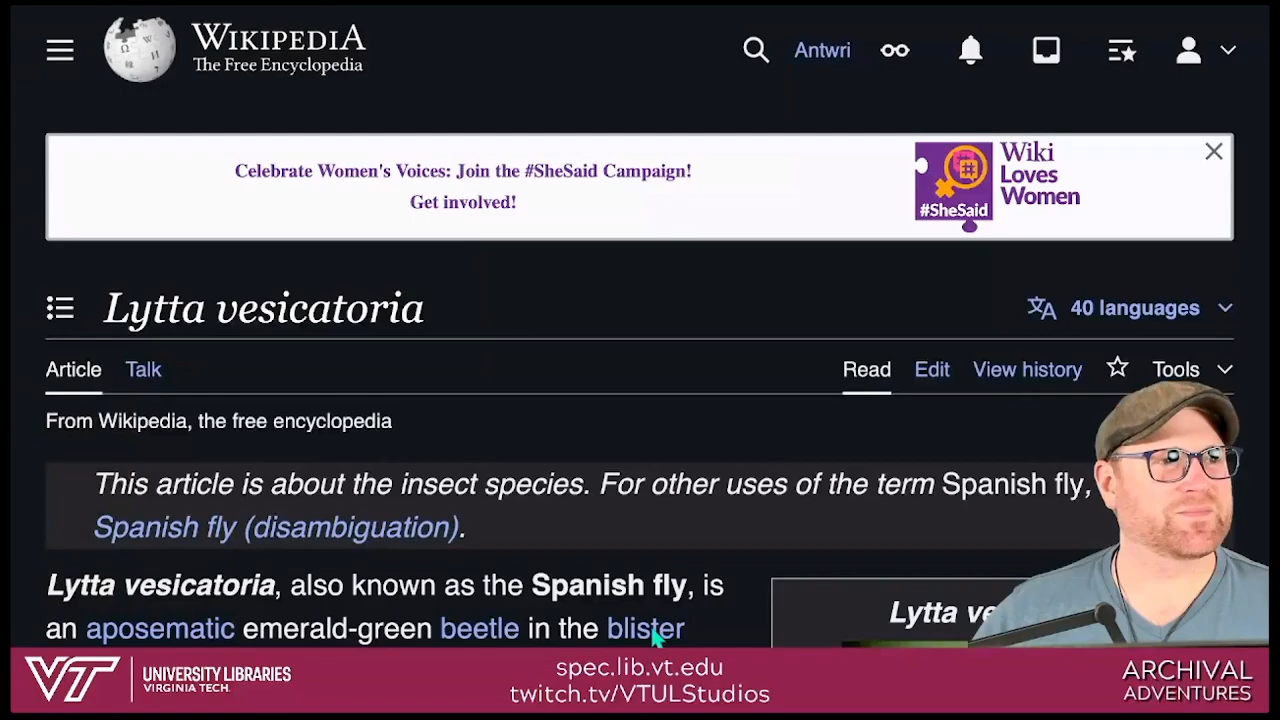 WIKIPEDIA
The Free Encyclopedia
Antwri
Celebrate Women's Voices: Join the #SheSaid Campaign!
Get involved!
#SheSaid
Wiki
Loves
Women
Lytta vesicatoria
40 languages
Article Talk Read Edit View history Tools
From Wikipedia, the free encyclopedia
This article is about the insect species. For other uses of the term Spanish fly,
Spanish fly (disambiguation).
Lytta vesicatoria, also known as the Spanish fly, is
an aposematic emerald-green beetle in the blister
Lytta
VT UNIVERSITY LIBRARIES
VIRGINIA TECH
spec.lib.vt.edu
twitch.tv/VTULStudios
ARCHIVAL
ADVENTURES